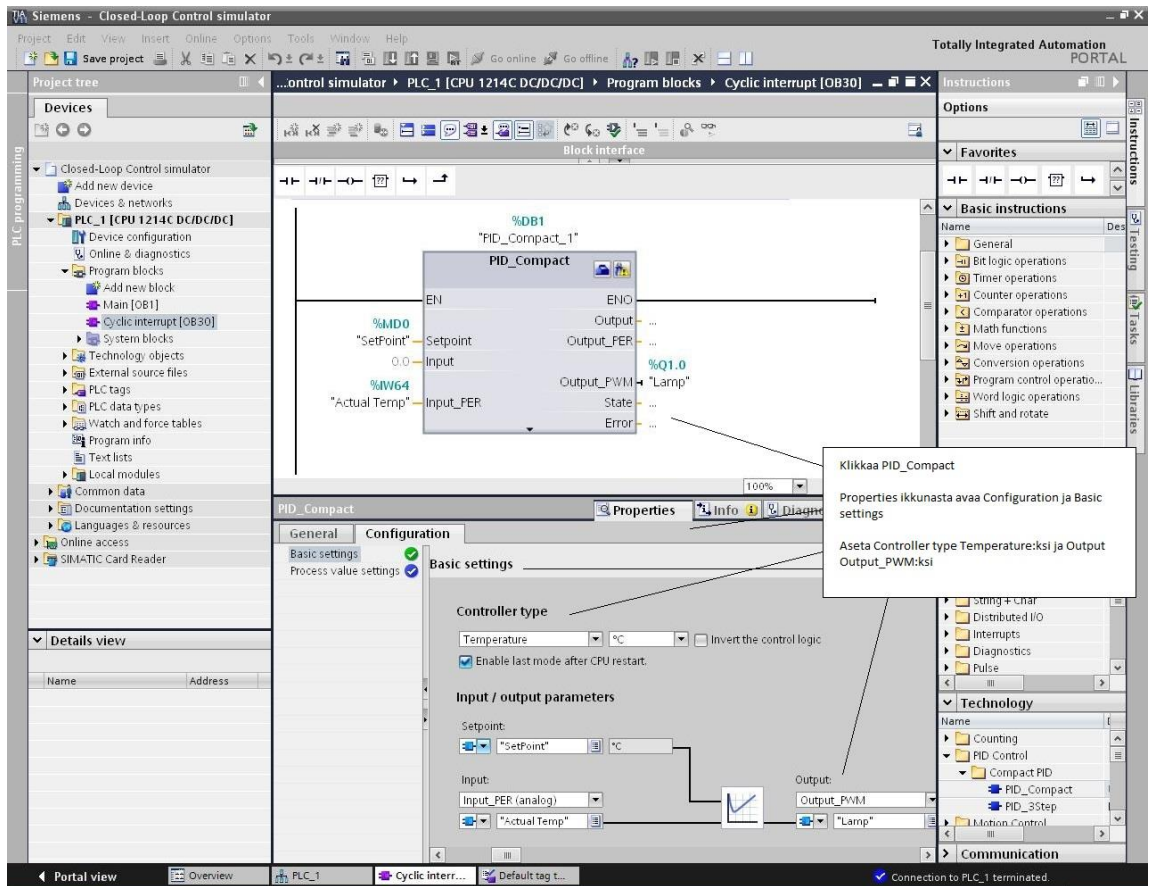 Siemens - Closed-Loop Control simulator
Project Edit View Insert Online Options Tools Window Help
Save project
Go online
Go offline
Totally Integrated Automation
PORTAL
Project tree
Devices
PLC programming
Closed-Loop Control simulator
Add new device
Devices & networks
PLC_1 [CPU 1214C DC/DC/DC]
Device configuration
Online & diagnostics
Program blocks
Add new block
Main [OB1]
Cyclic interrupt [OB30]
System blocks
Technology objects
External source files
PLC tags
PLC data types
Watch and force tables
Program info
Text lists
Local modules
Common data
Documentation settings
Languages & resources
Online access
SIMATIC Card Reader
Details view
Name Address
...ontrol simulator PLC_1 [CPU 1214C DC/DC/DC] Program blocks Cyclic interrupt [OB30]
Block interface
%DB1
"PID_Compact_1"
PID_Compact
EN ENO
Output ...
%MD0
"SetPoint" Setpoint
Output_PER ...
0.0 Input
%Q1.0
Output_PWM "Lamp"
%IW64
"Actual Temp" Input_PER
State ...
Error ...
100%
Klikkaa PID_Compact
Properties ikkunasta avaa Configuration ja Basic
settings
Aseta Controller type Temperature:ksi ja Output
Output_PWM:ksi
PID_Compact
Properties
Info
Diagno
General
Configuration
Basic settings
Process value settings
Basic settings
Controller type
Temperature
°C
Invert the control logic
Enable last mode after CPU restart.
Input / output parameters
Setpoint:
"SetPoint"
°C
Input:
Input_PER (analog)
"Actual Temp"
Output:
Output_PWM
"Lamp"
Instructions
Options
Favorites
Basic instructions
Name Des
General
Bit logic operations
Timer operations
Counter operations
Comparator operations
Math functions
Move operations
Conversion operations
Program control operatio...
Word logic operations
Shift and rotate
String + Char
Distributed I/O
Interrupts
Diagnostics
Pulse
Technology
Name
Counting
PID Control
Compact PID
PID_Compact
PID_3Step
Motion Control
Communication
Instructions
Testing
Tasks
Libraries
Portal view
Overview
PLC_1
Cyclic interr...
Default tag t...
Connection to PLC_1 terminated.